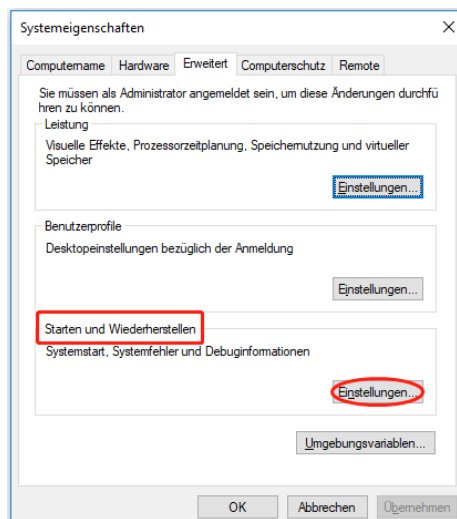 Systemeigenschaften
Computername Hardware Erweitert Computerschutz Remote
Sie müssen als Administrator angemeldet sein, um diese Änderungen durchfü
hren zu können.
Leistung
Visuelle Effekte, Prozessorzeitplanung, Speichernutzung und virtueller
Speicher
Einstellungen...
Benutzerprofile
Desktopeinstellungen bezüglich der Anmeldung
Einstellungen...
Starten und Wiederherstellen
Systemstart, Systemfehler und Debuginformationen
Einstellungen...
Umgebungsvariablen...
OK Abbrechen Übernehmen